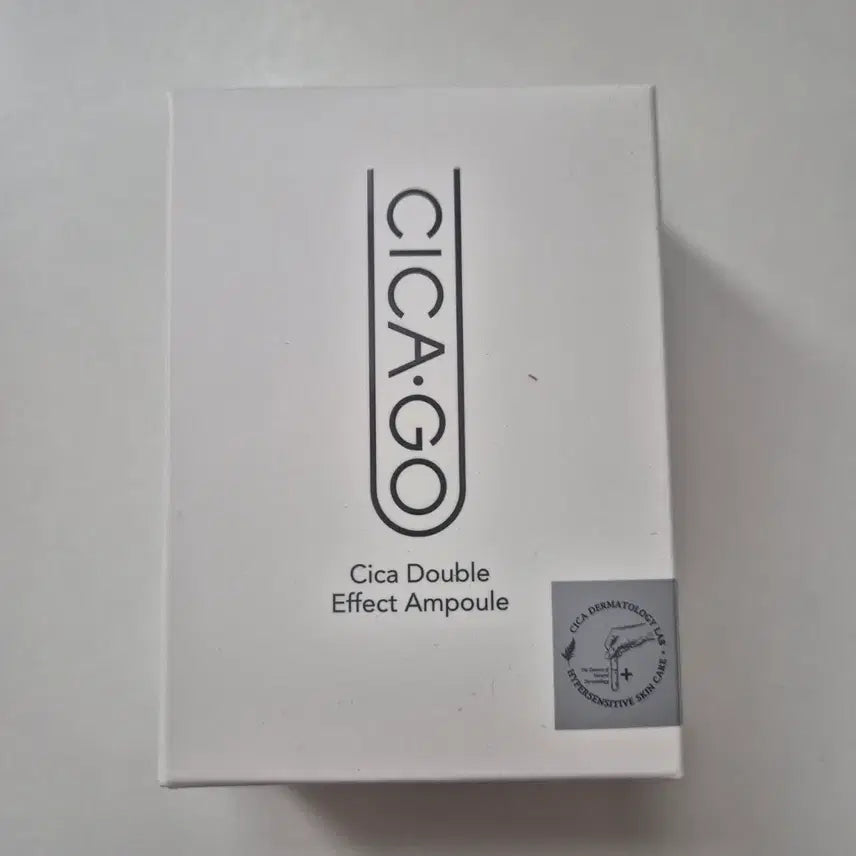 CICA·GO
Cica Double
Effect Ampoule
CICA DERMATOLOGY LAB
HYPERSENSITIVE SKIN CARE